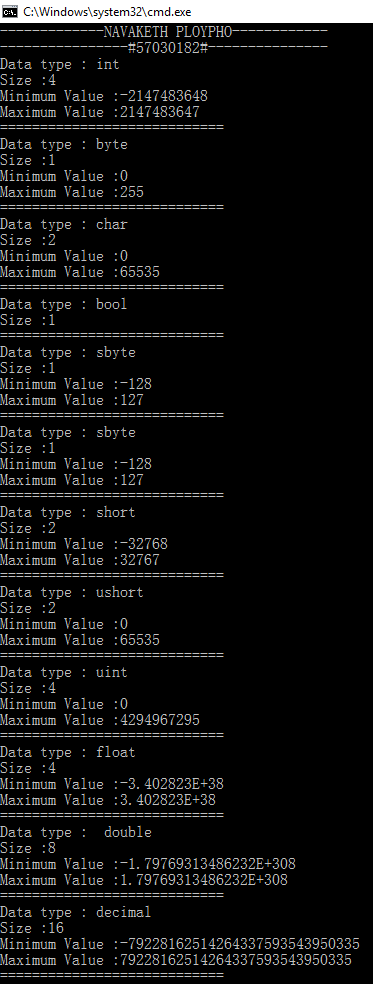 C:\Windows\system32\cmd.exe
-------------NAVAKETH PLOYPHO------------
----------------#57030182#---------------
Data type : int
Size :4
Minimum Value :-2147483648
Maximum Value :2147483647
============================
Data type : byte
Size :1
Minimum Value :0
Maximum Value :255
============================
Data type : char
Size :2
Minimum Value :0
Maximum Value :65535
============================
Data type : bool
Size :1
============================
Data type : sbyte
Size :1
Minimum Value :-128
Maximum Value :127
============================
Data type : sbyte
Size :1
Minimum Value :-128
Maximum Value :127
============================
Data type : short
Size :2
Minimum Value :-32768
Maximum Value :32767
============================
Data type : ushort
Size :2
Minimum Value :0
Maximum Value :65535
============================
Data type : uint
Size :4
Minimum Value :0
Maximum Value :4294967295
============================
Data type : float
Size :4
Minimum Value :-3.402823E+38
Maximum Value :3.402823E+38
============================
Data type :  double
Size :8
Minimum Value :-1.79769313486232E+308
Maximum Value :1.79769313486232E+308
============================
Data type : decimal
Size :16
Minimum Value :-79228162514264337593543950335
Maximum Value :79228162514264337593543950335
============================